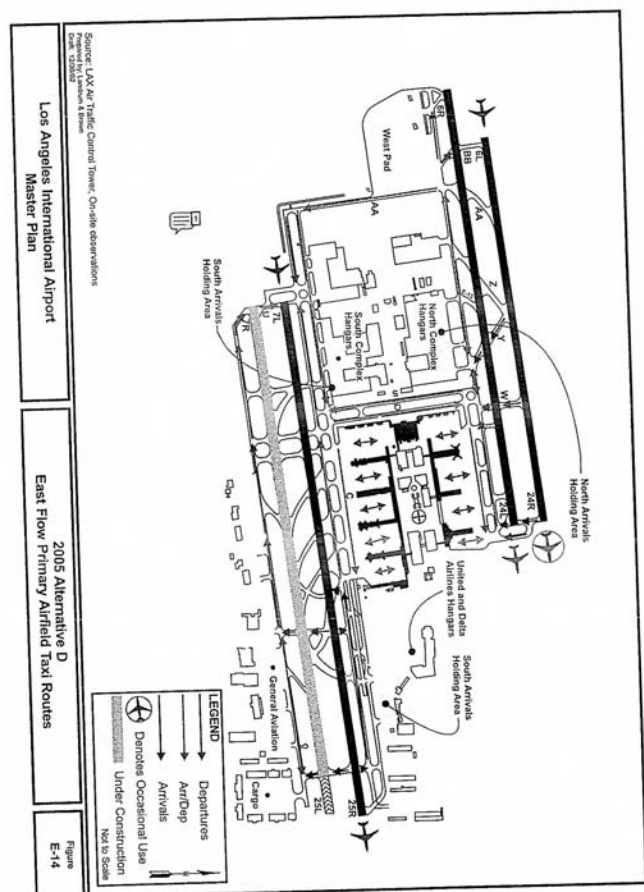 Source: LAX Air Traffic Control Tower, On-site observations
Prepared by: Landrum & Brown
Draft: 12/06/02
Los Angeles International Airport
Master Plan
2005 Alternative D
East Flow Primary Airfield Taxi Routes
Figure
E-14
LEGEND
Departures
Arr/Dep
Arrivals
Denotes Occasional Use
Under Construction
Not to Scale
North Arrivals
Holding Area
United and Delta
Airlines Hangars
South Arrivals
Holding Area
North Complex
Hangars
South Complex
Hangars
South Arrivals
Holding Area
West Pad
General Aviation
Cargo
6L
BB
6R
AA
AA
Z
Y
W
24R
24L
7L
U
7R
S
C
25R
25L